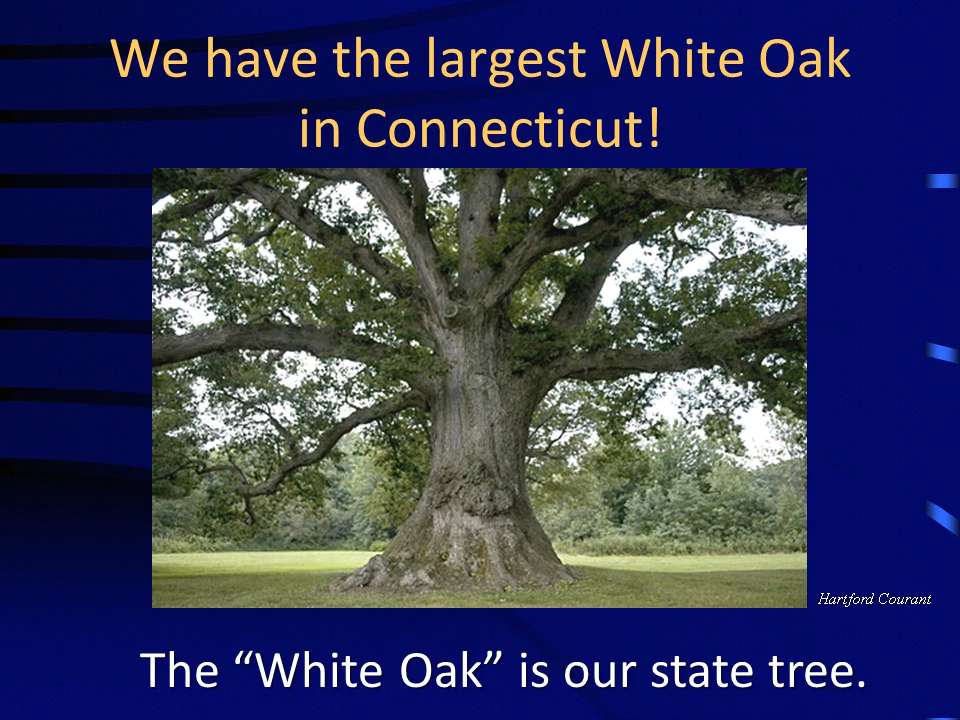 We have the largest White Oak
in Connecticut!
Hartford Courant
The “White Oak” is our state tree.